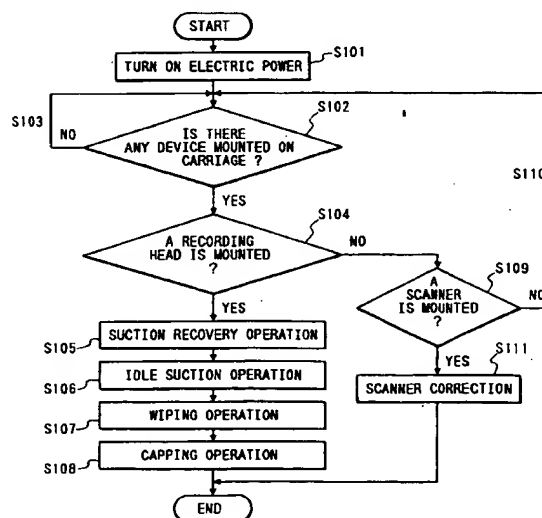 START
S101
TURN ON ELECTRIC POWER
S102
S103
NO
IS THERE
ANY DEVICE MOUNTED ON
CARRIAGE ?
YES
S104
A RECORDING
HEAD IS MOUNTED
?
NO
YES
S110
S109
A
SCANNER
IS MOUNTED
?
NO
YES
S105
SUCTION RECOVERY OPERATION
S111
SCANNER CORRECTION
S106
IDLE SUCTION OPERATION
S107
WIPING OPERATION
S108
CAPPING OPERATION
END